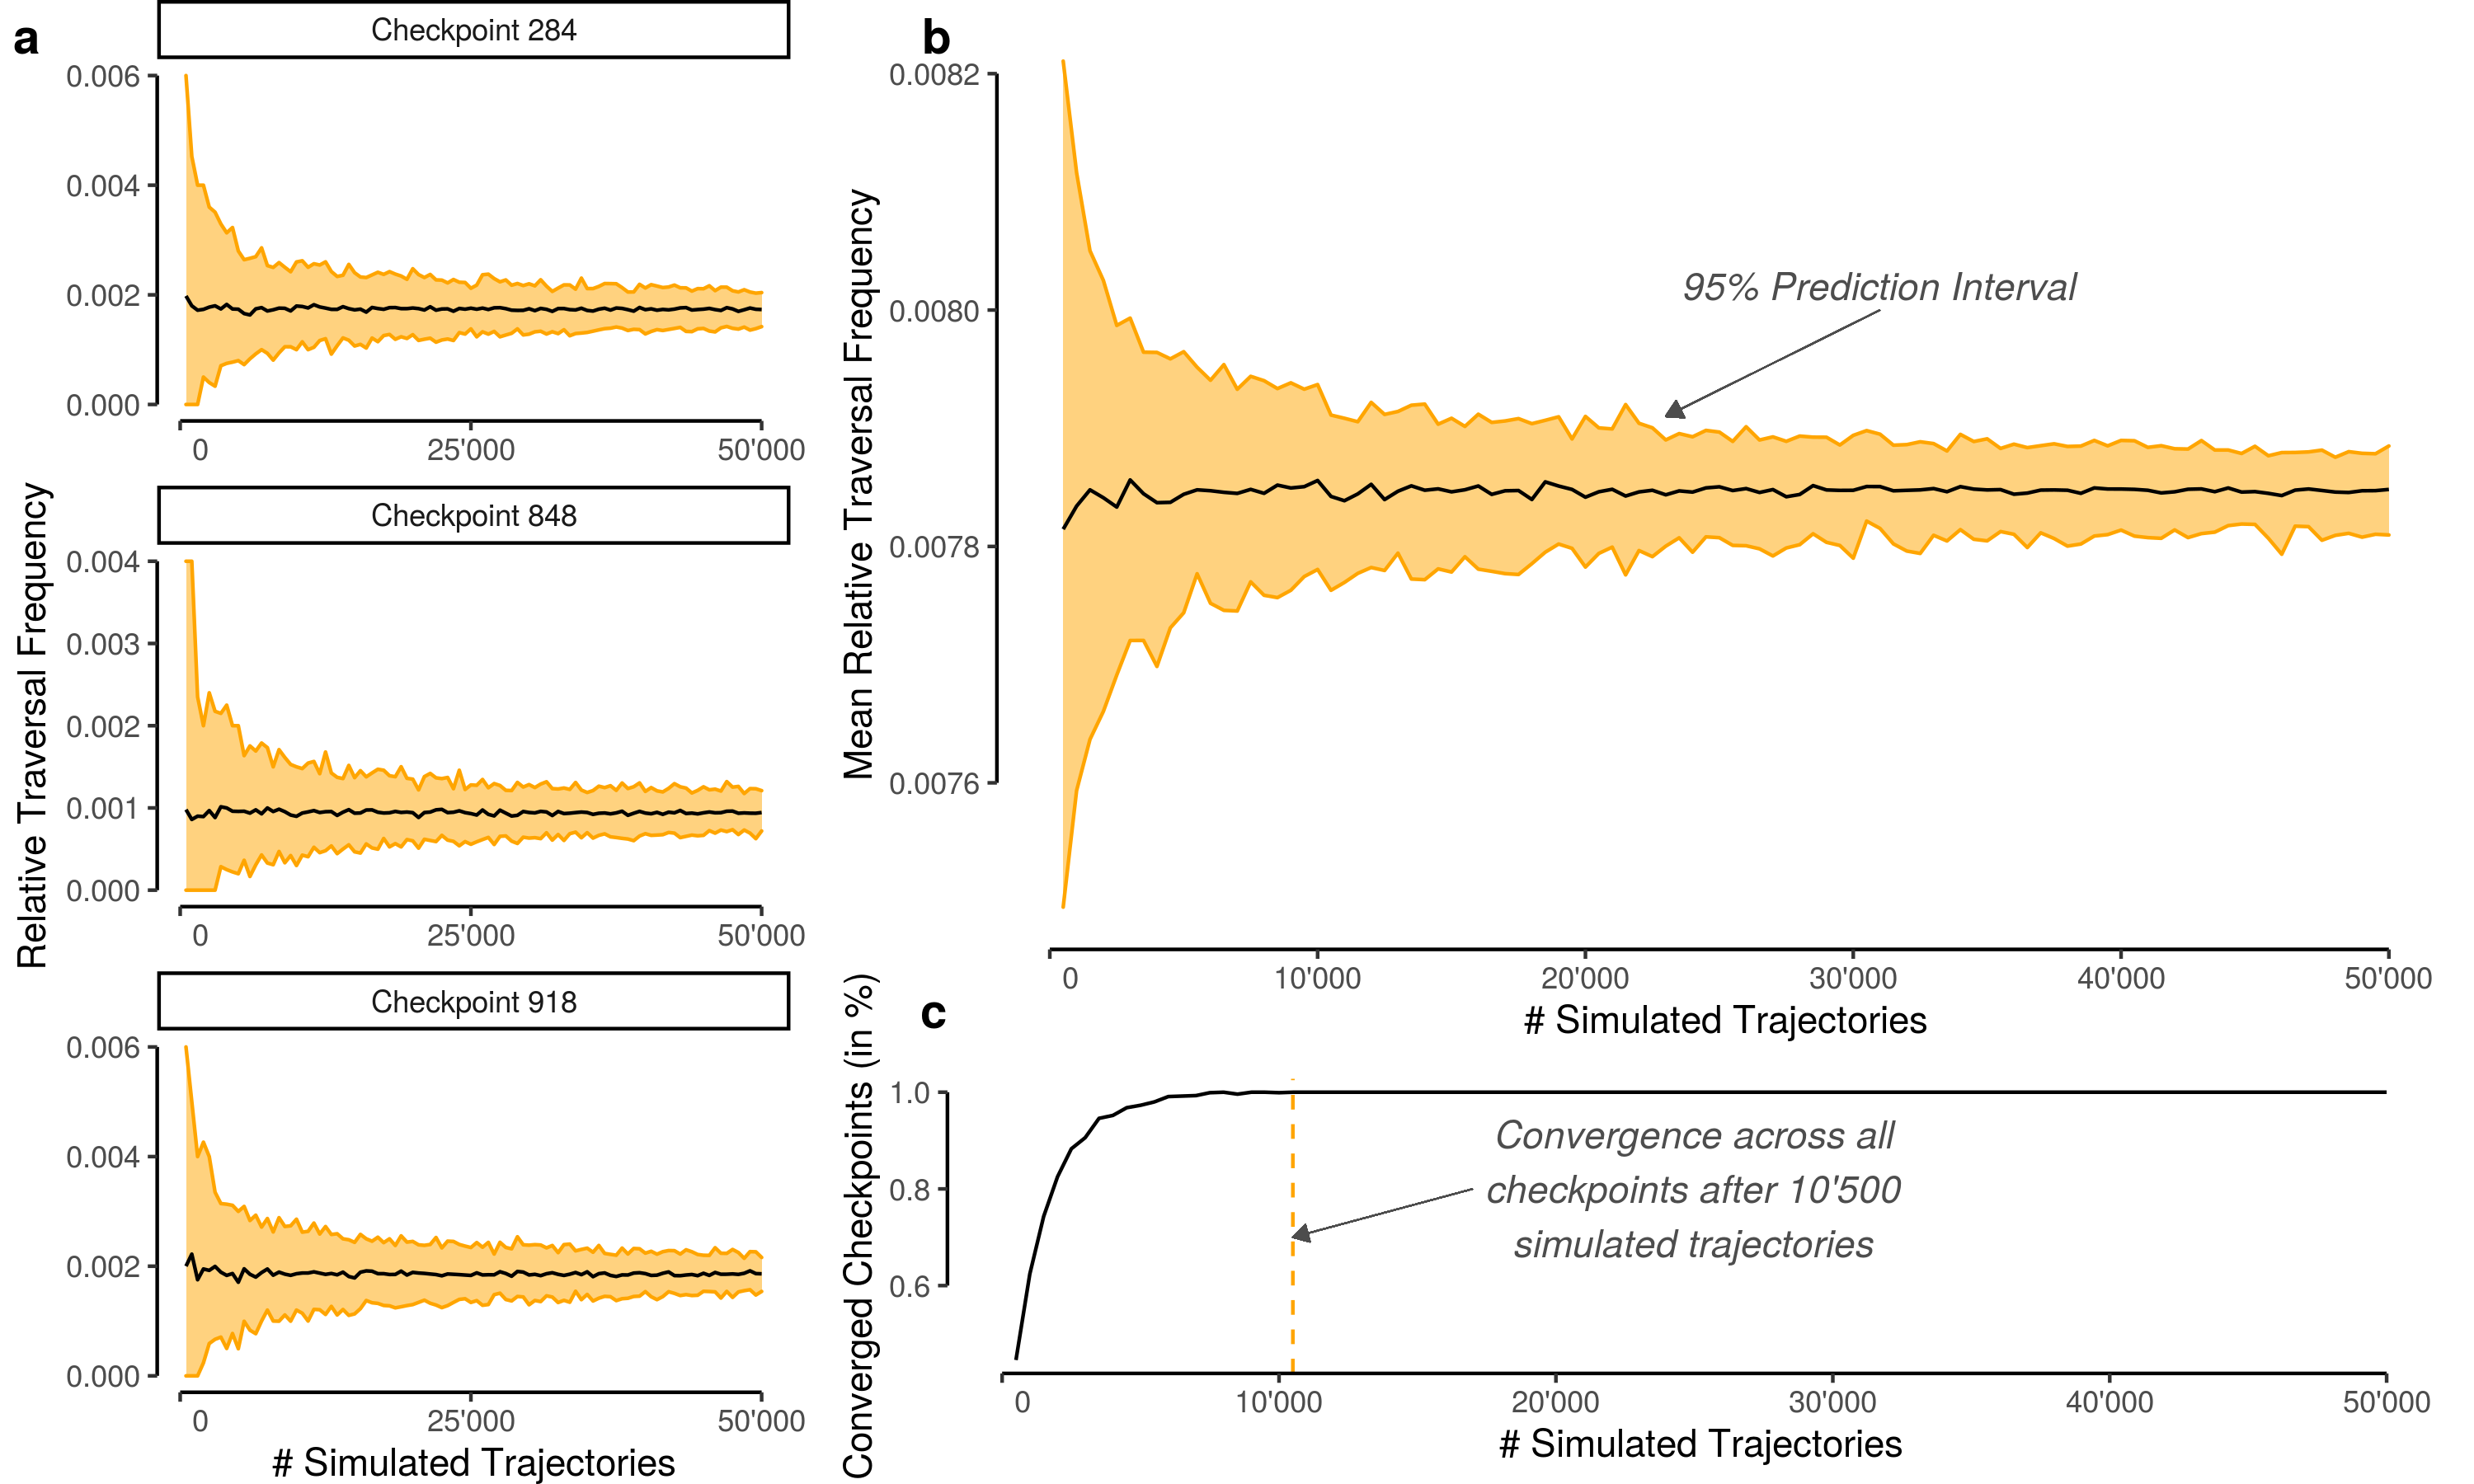 a
Checkpoint 284
0.006
0.004
0.002
0.000
0
25'000
50'000
Checkpoint 848
0.004
0.003
0.002
0.001
0.000
0
25'000
50'000
Checkpoint 918
0.006
0.004
0.002
0.000
0
25'000
50'000
Relative Traversal Frequency
# Simulated Trajectories
b
0.0082
0.0080
0.0078
0.0076
Mean Relative Traversal Frequency
95% Prediction Interval
0
10'000
20'000
30'000
40'000
50'000
# Simulated Trajectories
c
1.0
0.8
0.6
Converged Checkpoints (in %)
Convergence across all
checkpoints after 10'500
simulated trajectories
0
10'000
20'000
30'000
40'000
50'000
# Simulated Trajectories